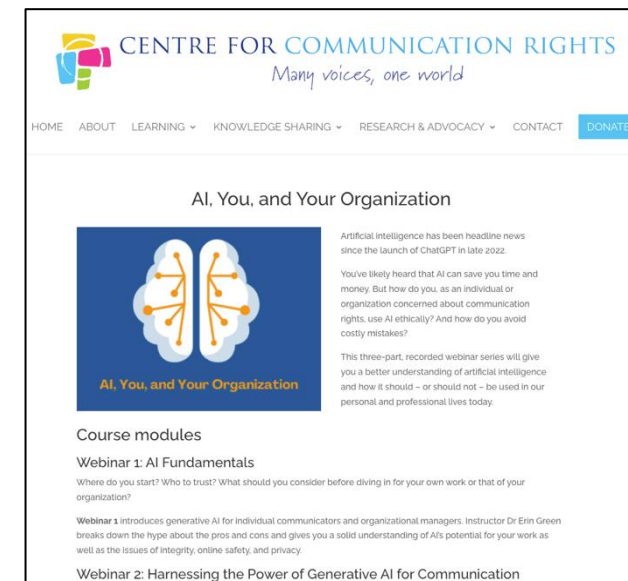 CENTRE FOR COMMUNICATION RIGHTS
Many voices, one world
HOME ABOUT LEARNING KNOWLEDGE SHARING RESEARCH & ADVOCACY CONTACT DONATE
AI, You, and Your Organization
AI, You, and Your Organization
Artificial intelligence has been headline news
since the launch of ChatGPT in late 2022.
You've likely heard that AI can save you time and
money. But how do you, as an individual or
organization concerned about communication
rights, use AI ethically? And how do you avoid
costly mistakes?
This three-part, recorded webinar series will give
you a better understanding of artificial intelligence
and how it should – or should not – be used in our
personal and professional lives today.
Course modules
Webinar 1: AI Fundamentals
Where do you start? Who to trust? What should you consider before diving in for your own work or that of your
organization?
Webinar 1 introduces generative AI for individual communicators and organizational managers. Instructor Dr Erin Green
breaks down the hype about the pros and cons and gives you a solid understanding of AI's potential for your work as
well as the issues of integrity, online safety, and privacy.
Webinar 2: Harnessing the Power of Generative AI for Communication